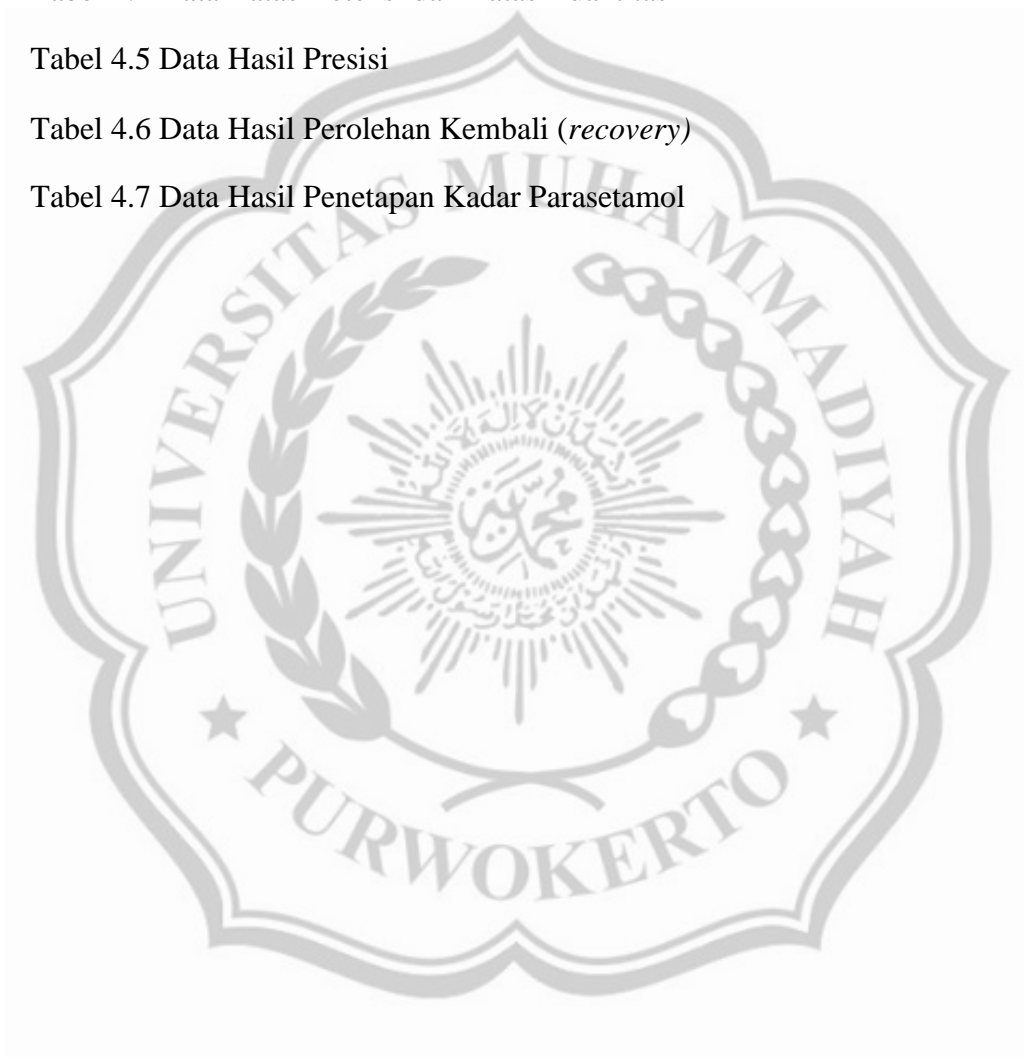 Tabel 4.5 Data Hasil Presisi
Tabel 4.6 Data Hasil Perolehan Kembali (recovery)
Tabel 4.7 Data Hasil Penetapan Kadar Parasetamol
UNIVERSITAS MUHAMMADIYAH
PURWOKERTO